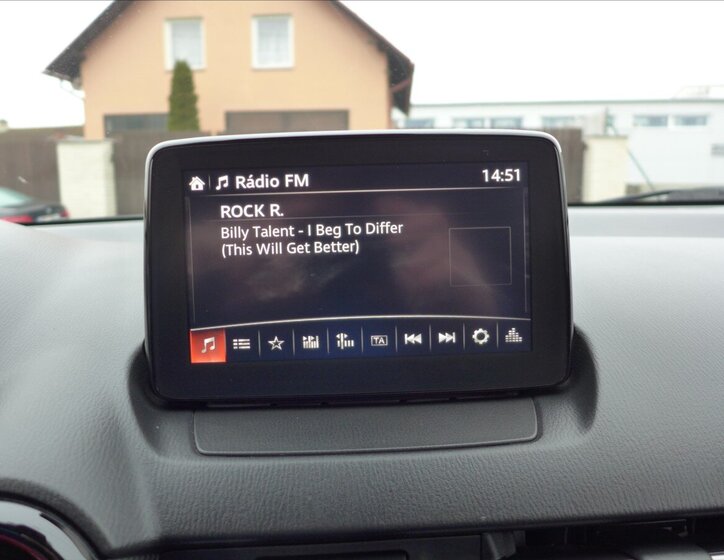 Rádio FM 14:51
ROCK R.
Billy Talent - I Beg To Differ
(This Will Get Better)
TA